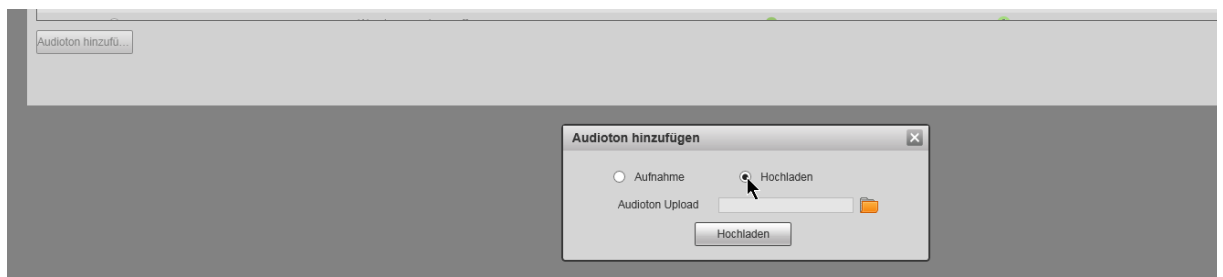 Audioton hinzufü...
Audioton hinzufügen
Aufnahme Hochladen
Audioton Upload
Hochladen